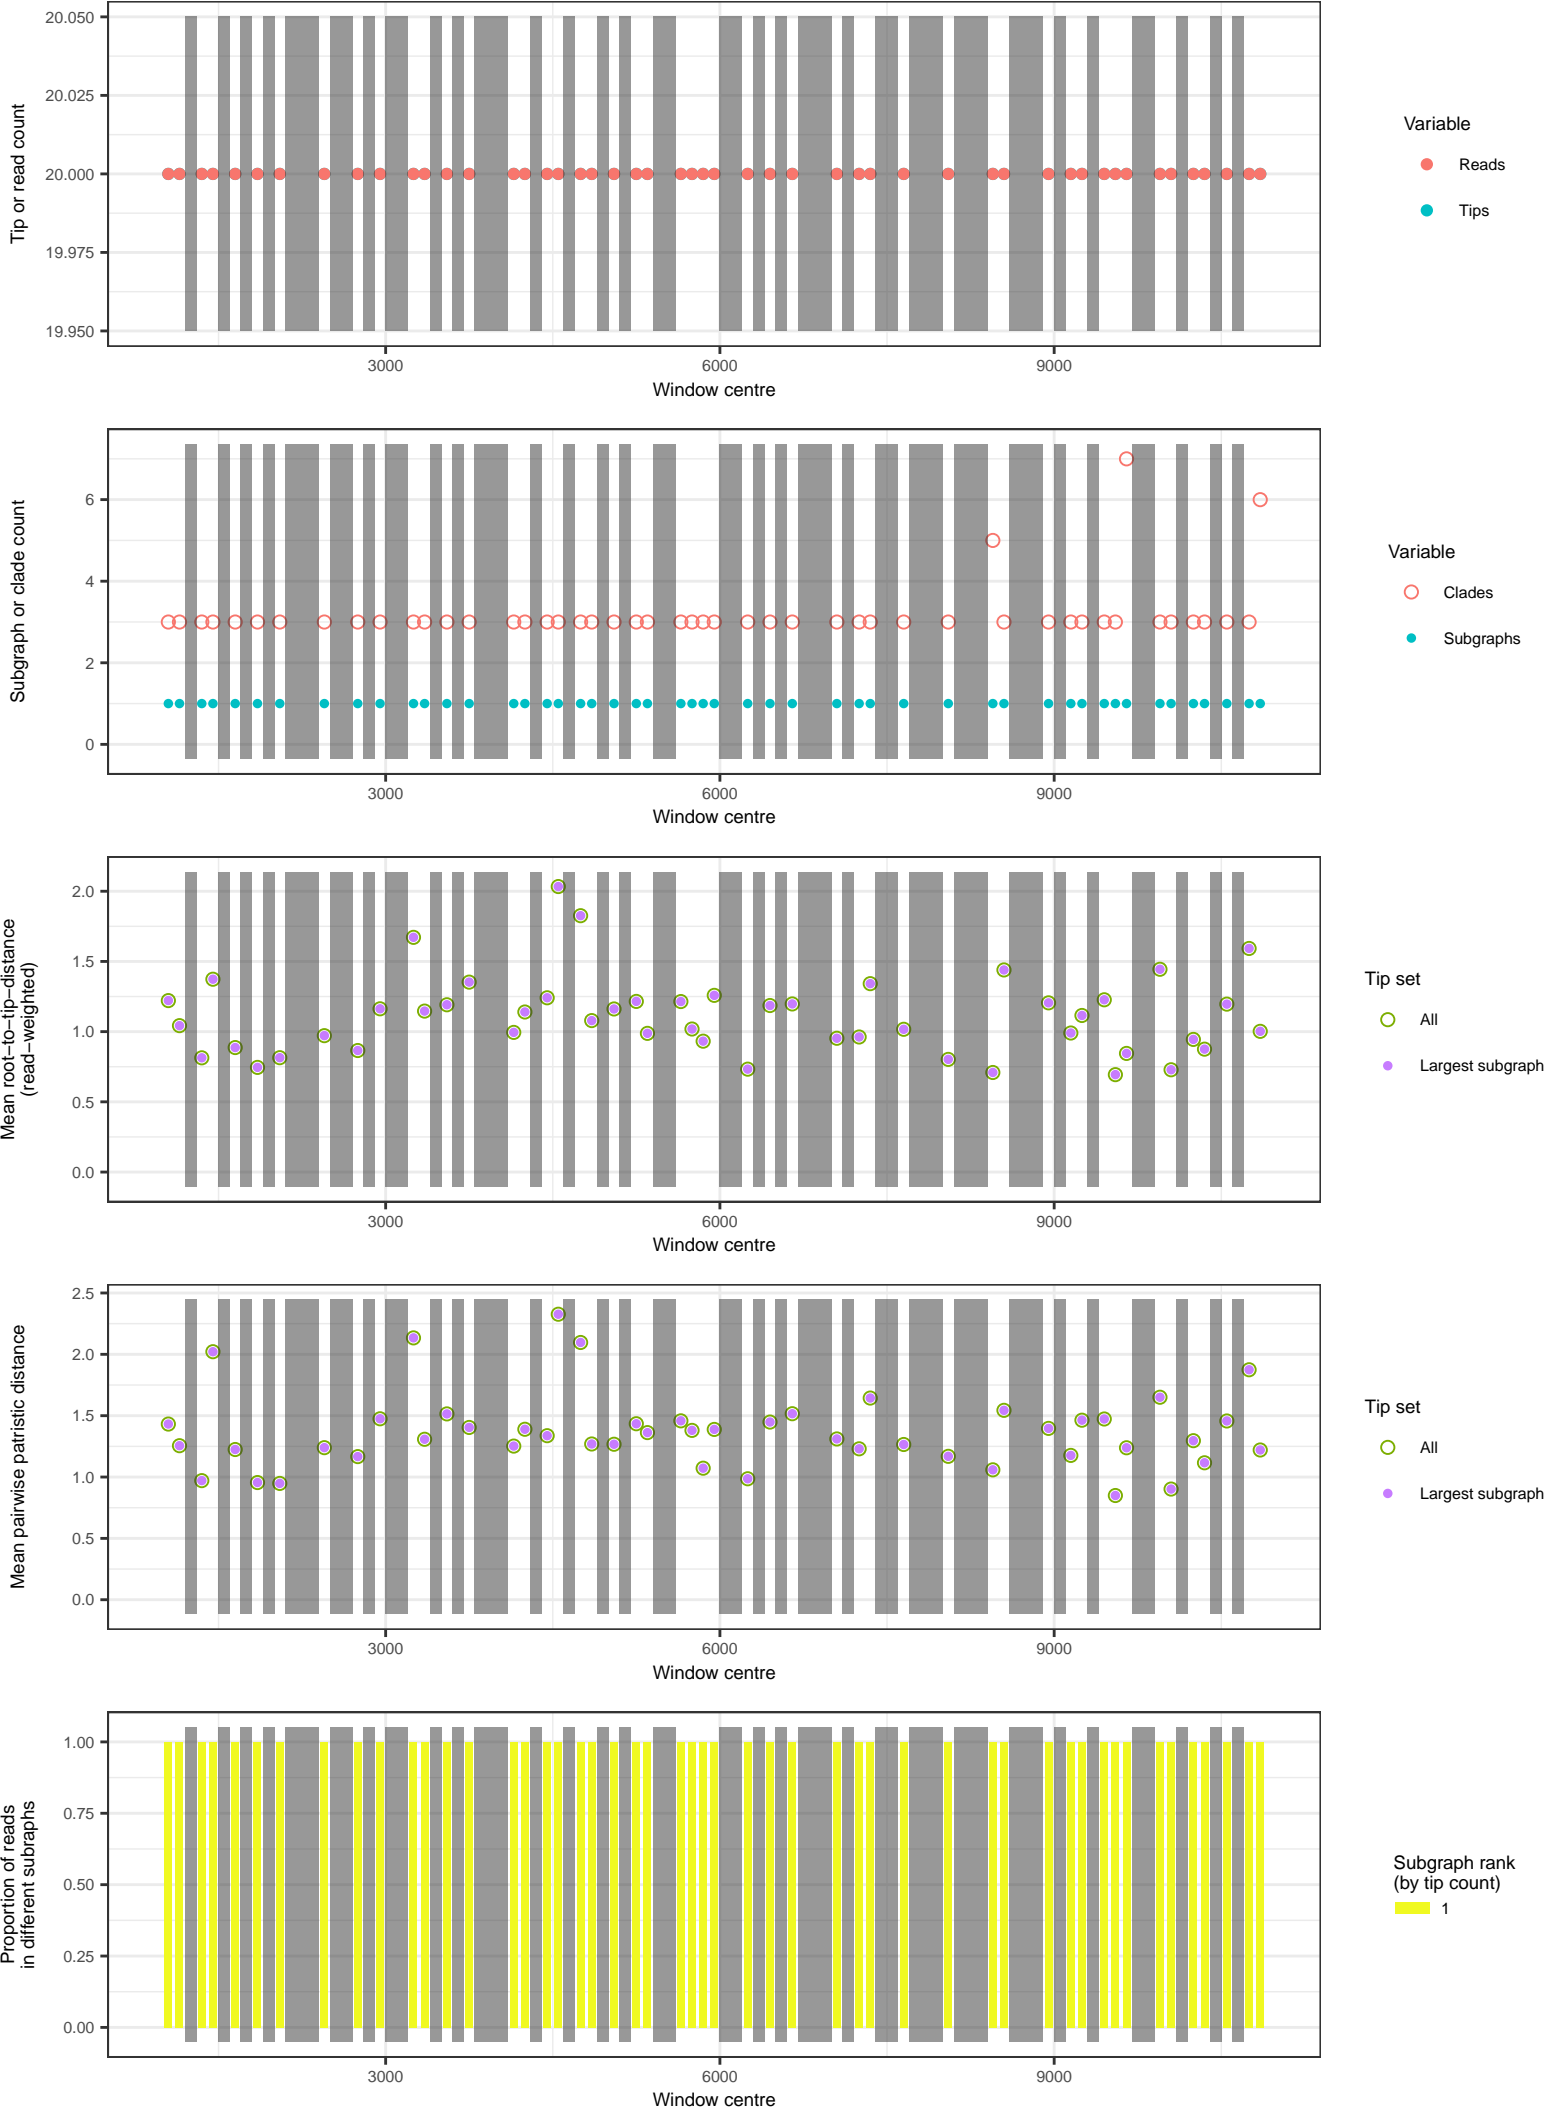 20.050
20.025
20.000
19.975
19.950
Tip or read count
3000
6000
9000
Window centre
Variable
Reads
Tips
6
4
2
0
Subgraph or clade count
3000
6000
9000
Window centre
Variable
Clades
Subgraphs
2.0
1.5
1.0
0.5
0.0
Mean root−to−tip−distance
(read−weighted)
3000
6000
9000
Window centre
Tip set
All
Largest subgraph
2.5
2.0
1.5
1.0
0.5
0.0
Mean pairwise patristic distance
3000
6000
9000
Window centre
Tip set
All
Largest subgraph
1.00
0.75
0.50
0.25
0.00
Proportion of reads
in different subraphs
3000
6000
9000
Window centre
Subgraph rank
(by tip count)
1